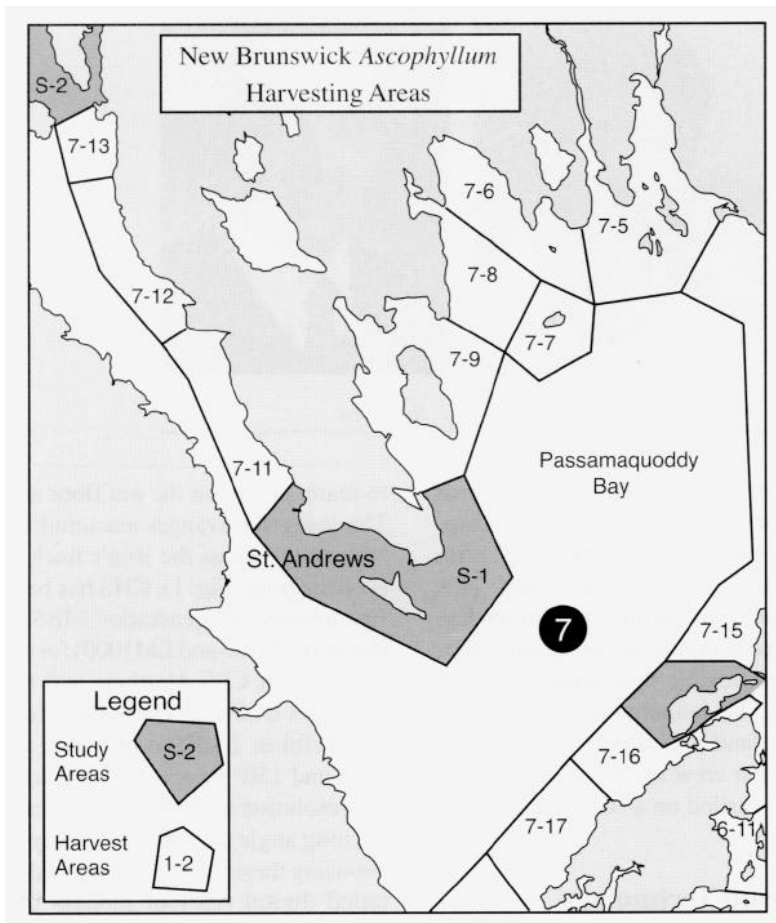 New Brunswick Ascophyllum
Harvesting Areas
S-2
7-13
7-6
7-5
7-8
7-12
7-7
7-9
Passamaquoddy
Bay
7-11
St. Andrews
S-1
7
7-15
Legend
Study
Areas
S-2
7-16
Harvest
Areas
1-2
7-17
6-11